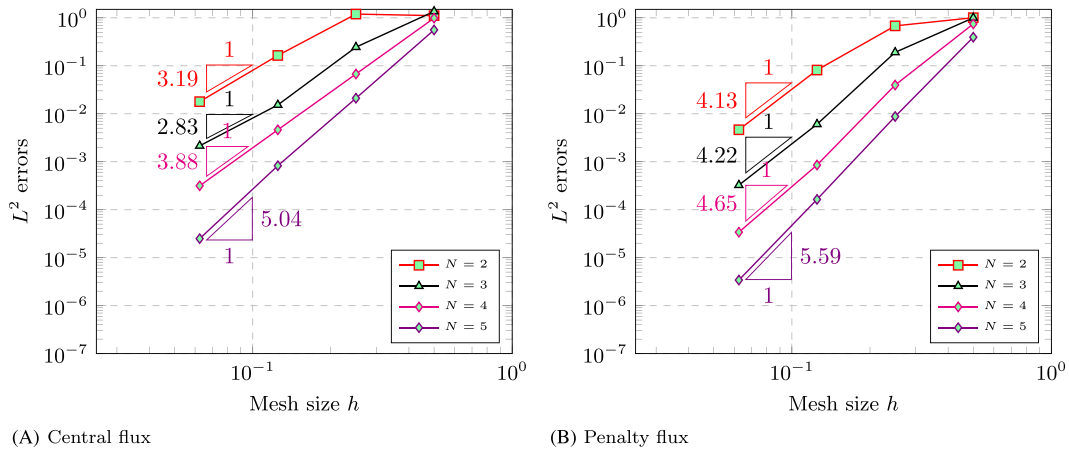 10^0
10^−1
10^−2
10^−3
10^−4
10^−5
10^−6
10^−7
L^2 errors
1
3.19
1
2.83
1
3.88
5.04
1
N = 2
N = 3
N = 4
N = 5
10^−1
10^0
Mesh size h
(A) Central flux
10^0
10^−1
10^−2
10^−3
10^−4
10^−5
10^−6
10^−7
L^2 errors
1
4.13
1
4.22
1
4.65
5.59
1
N = 2
N = 3
N = 4
N = 5
10^−1
10^0
Mesh size h
(B) Penalty flux